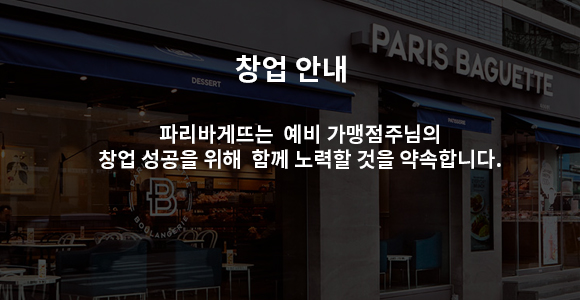 창업 안내
PARIS BAGUETTE
DESSERT
파리바게뜨는 예비 가맹점주님의
창업 성공을 위해 함께 노력할 것을 약속합니다.
PB
BOULANGERIE